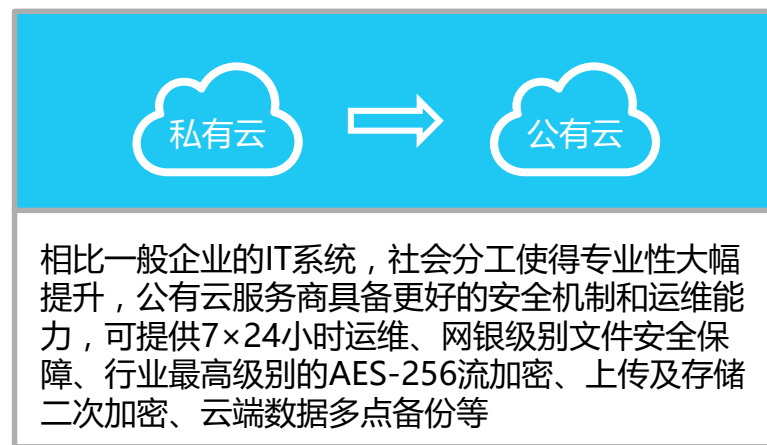 私有云
公有云
相比一般企业的IT系统，社会分工使得专业性大幅
提升，公有云服务商具备更好的安全机制和运维能
力，可提供7×24小时运维、网银级别文件安全保
障、行业最高级别的AES-256流加密、上传及存储
二次加密、云端数据多点备份等